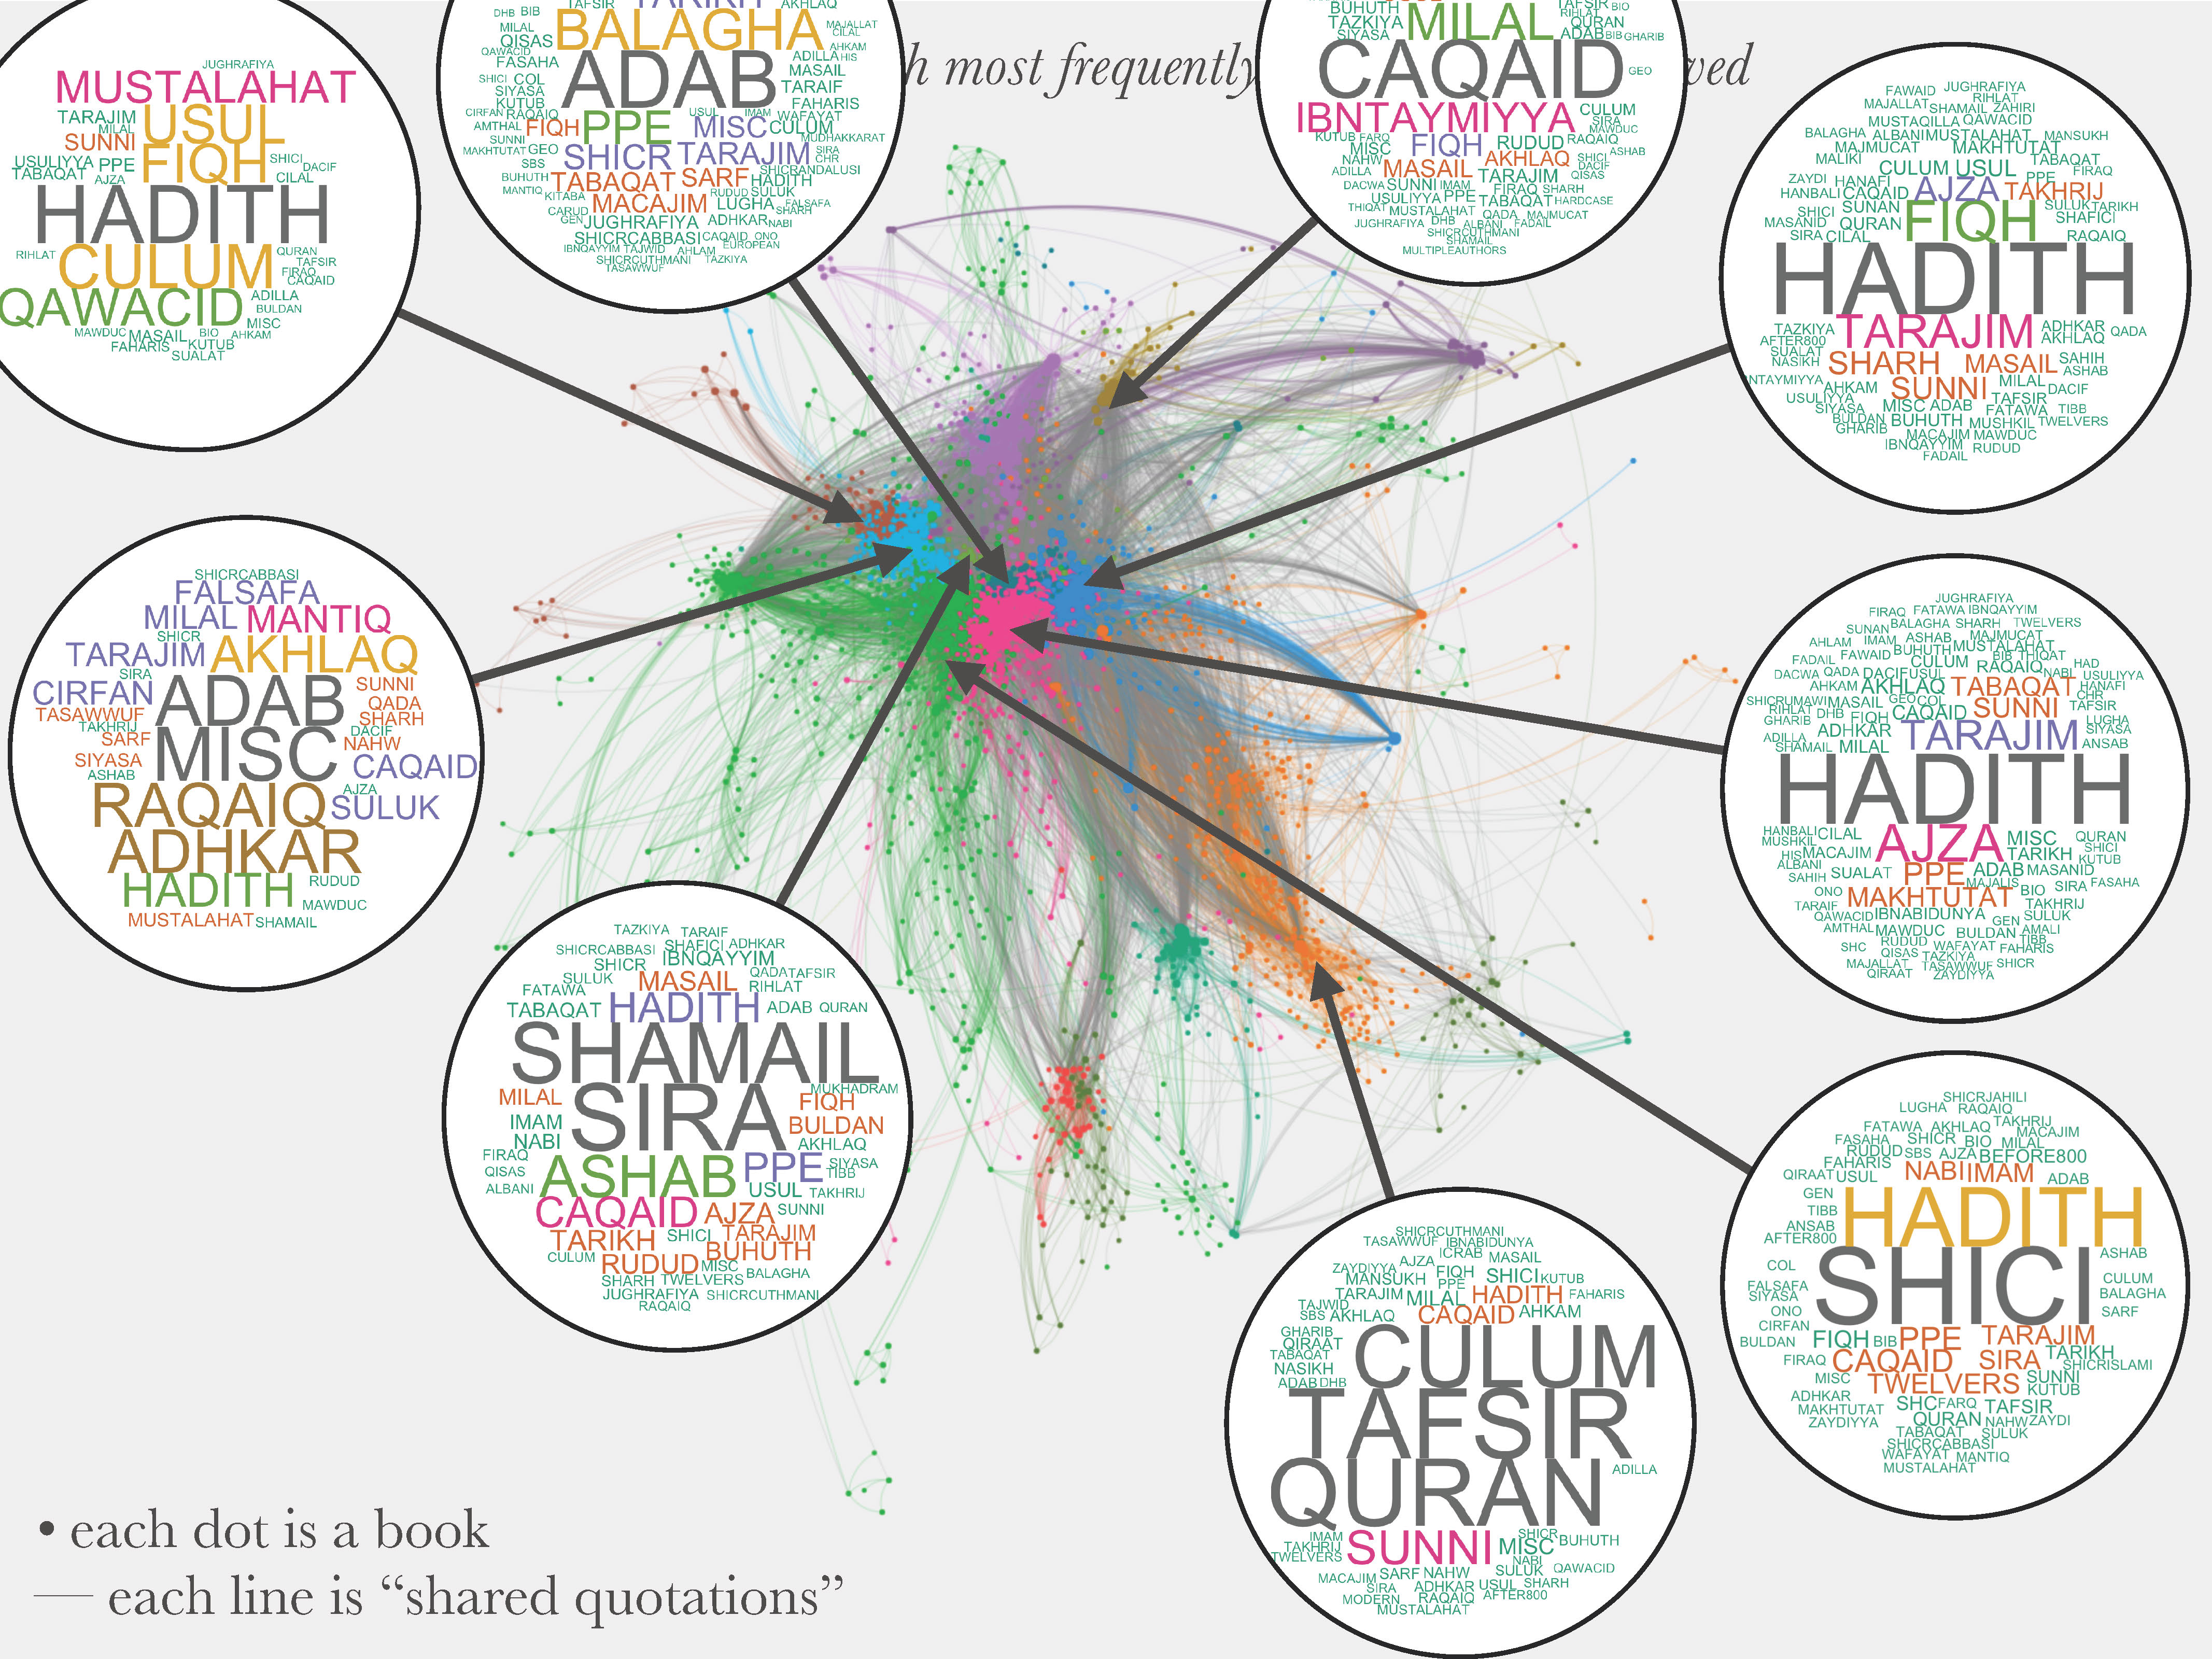 h most frequently
ved
JUGHRAFIYA
MUSTALAHAT
TARAJIM USUL
MILAL
SUNNI
USULIYYA PPE FIQH SHICI DACIF
TABAQAT AJZA CILAL
HADITH
RIHLAT CULUM QURAN
TAFSIR
FIRAQ
CAQAID
QAWACID ADILLA
BULDAN
MISC
MAWDUC MASAIL BIO AHKAM
FAHARIS KUTUB
SUALAT
DHB BIB TAFSIR TARIKH AKHLAQ
MILAL BALAGHA MAJALLAT
QISAS CILAL
QAWACID AHKAM
FASAHA ADAB ADILLA HIS
SHICI COL MASAIL
SIYASA TARAIF
KUTUB FAHARIS
CIRFAN RAQAIQ USUL IMAM WAFAYAT
AMTHAL FIQH PPE MISC CULUM
SUNNI MUDHAKKARAT
MAKHTUTAT GEO SHICR TARAJIM SIRA
SBS CHR
BUHUTH TABAQAT SARF SHICRANDALUSI
HADITH
MANTIQ KITABA RUDUD SULUK
CARUD MACAJIM LUGHA FALSAFA
SHARH
GEN JUGHRAFIYA ADHKAR NABI
SHICRCABBASI CAQAID ONO
IBNQAYYIM TAJWID AHLAM EUROPEAN
SHICRCUTHMANI TAZKIYA
TASAWWUF
BUHUTH TAFSIR BIO
RIHLAT
TAZKIYA MILAL QURAN
SIYASA ADAB BIB GHARIB
CAQAID GEO
IBNTAYMIYYA CULUM
SIRA
MAWDUC
KUTUB FARQ FIQH RUDUD RAQAIQ
MISC
NAHW AKHLAQ SHICI ASHAB
ADILLA MASAIL TARAJIM DACIF
QISAS
DACWA SUNNI IMAM FIRAQ SHARH
USULIYYA PPE TABAQAT HARDCASE
THIQAT MUSTALAHAT QADA MAJMUCAT
JUGHRAFIYA DHB ALBANI FADAIL
SHICRCUTHMANI
SHAMAIL
MULTIPLEAUTHORS
FAWAID JUGHRAFIYA
RIHLAT
MAJALLAT SHAMAIL ZAHIRI
MUSTAQILLA QAWACID
BALAGHA ALBANI MUSTALAHAT MANSUKH
MAJMUCAT MAKHTUTAT
MALIKI TABAQAT
CULUM USUL FIRAQ
ZAYDI HANAFI PPE
HANBALI CAQAID AJZA TAKHRIJ
SHICI SUNAN FIQH SULUK TARIKH
SHAFICI
MASANID QURAN
SIRA CILAL RAQAIQ
HADITH
TAZKIYA TARAJIM ADHKAR QADA
AFTER800 AKHLAQ
SUALAT SHARH MASAIL SAHIH
NASIKH ASHAB
NTAYMIYYA AHKAM SUNNI MILAL DACIF
USULIYYA TAFSIR
SIYASA MISC ADAB FATAWA TIBB
BULDAN BUHUTH MUSHKIL TWELVERS
GHARIB MACAJIM MAWDUC
IBNQAYYIM RUDUD
FADAIL
SHICRCABBASI
FALSAFA
MILAL MANTIQ
SHICR
TARAJIM AKHLAQ
SIRA
CIRFAN ADAB SUNNI
QADA
TASAWWUF SHARH
TAKHRIJ DACIF
SARF MISC NAHW
SIYASA CAQAID
ASHAB AJZA
RAQAIQ SULUK
ADHKAR
HADITH RUDUD
MAWDUC
MUSTALAHAT SHAMAIL
JUGHRAFIYA
FIRAQ FATAWA IBNQAYYIM
BALAGHA SHARH TWELVERS
SUNAN ASHAB MAJMUCAT
AHLAM IMAM BUHUTH MUSTALAHAT
FADAIL FAWAID BIB THIQAT
CULUM RAQAIQ HAD
DACWA QADA DACIF USUL NABI USULIYYA
AHKAM AKHLAQ TABAQAT HANAFI
CHR
SHICRUMAWI MASAIL GEO COL SUNNI TAFSIR
RIHLAT DHB FIQH CAQAID
GHARIB ADHKAR TARAJIM LUGHA
SIYASA
ADILLA SHAMAIL MILAL ANSAB
HADITH
HANBALI CILAL AJZA MISC QURAN
MUSHKIL SHICI
HIS MACAJIM TARIKH KUTUB
ALBANI
SAHIH SUALAT PPE ADAB MASANID
MAJALIS
ONO MAKHTUTAT BIO SIRA FASAHA
TARAIF TAKHRIJ
QAWACID IBNABIDUNYA GEN SULUK
AMTHAL MAWDUC BULDAN AMALI
SHC RUDUD WAFAYAT TIBB FAHARIS
QISAS TAZKIYA
MAJALLAT TASAWWUF SHICR
QIRAAT ZAYDIYYA
TAZKIYA TARAIF
SHICRCABBASI SHAFICI ADHKAR
SHICR IBNQAYYIM
SULUK MASAIL QADA TAFSIR
FATAWA RIHLAT
TABAQAT HADITH ADAB QURAN
SHAMAIL
MUKHADRAM
MILAL SIRA FIQH
IMAM BULDAN
NABI AKHLAQ
FIRAQ ASHAB PPE SIYASA
QISAS TIBB
ALBANI USUL TAKHRIJ
CAQAID AJZA SUNNI
TARIKH SHICI TARAJIM
CULUM RUDUD BUHUTH
MISC
SHARH TWELVERS BALAGHA
JUGHRAFIYA SHICRCUTHMANI
RAQAIQ
SHICRCUTHMANI
TASAWWUF IBNABIDUNYA
ICRAB MASAIL
ZAYDIYYA AJZA
MANSUKH FIQH SHICI KUTUB
PPE
TARAJIM MILAL HADITH FAHARIS
TAJWID
SBS AKHLAQ CAQAID AHKAM
GHARIB CULUM
QIRAAT
TABAQAT
NASIKH
ADAB DHB
TAFSIR
QURAN ADILLA
IMAM SUNNI SHICR BUHUTH
TAKHRIJ MISC
TWELVERS NABI
SULUK QAWACID
MACAJIM SARF NAHW
SIRA ADHKAR USUL SHARH
MODERN RAQAIQ AFTER800
MUSTALAHAT
SHICRJAHILI
LUGHA RAQAIQ
TAKHRIJ
FATAWA AKHLAQ MACAJIM
FASAHA SHICR BIO MILAL
RUDUD SBS AJZA BEFORE800
FAHARIS
QIRAAT USUL NABI IMAM ADAB
GEN HADITH
TIBB
ANSAB
AFTER800
SHICI ASHAB
COL CULUM
FALSAFA BALAGHA
SIYASA
ONO SARF
CIRFAN
BULDAN FIQH BIB PPE TARAJIM
TARIKH
FIRAQ CAQAID SIRA SHICRISLAMI
MISC TWELVERS SUNNI
KUTUB
ADHKAR
MAKHTUTAT SHC FARQ TAFSIR
ZAYDIYYA QURAN NAHW ZAYDI
TABAQAT SULUK
SHICRCABBASI
WAFAYAT MANTIQ
MUSTALAHAT
• each dot is a book
— each line is “shared quotations”